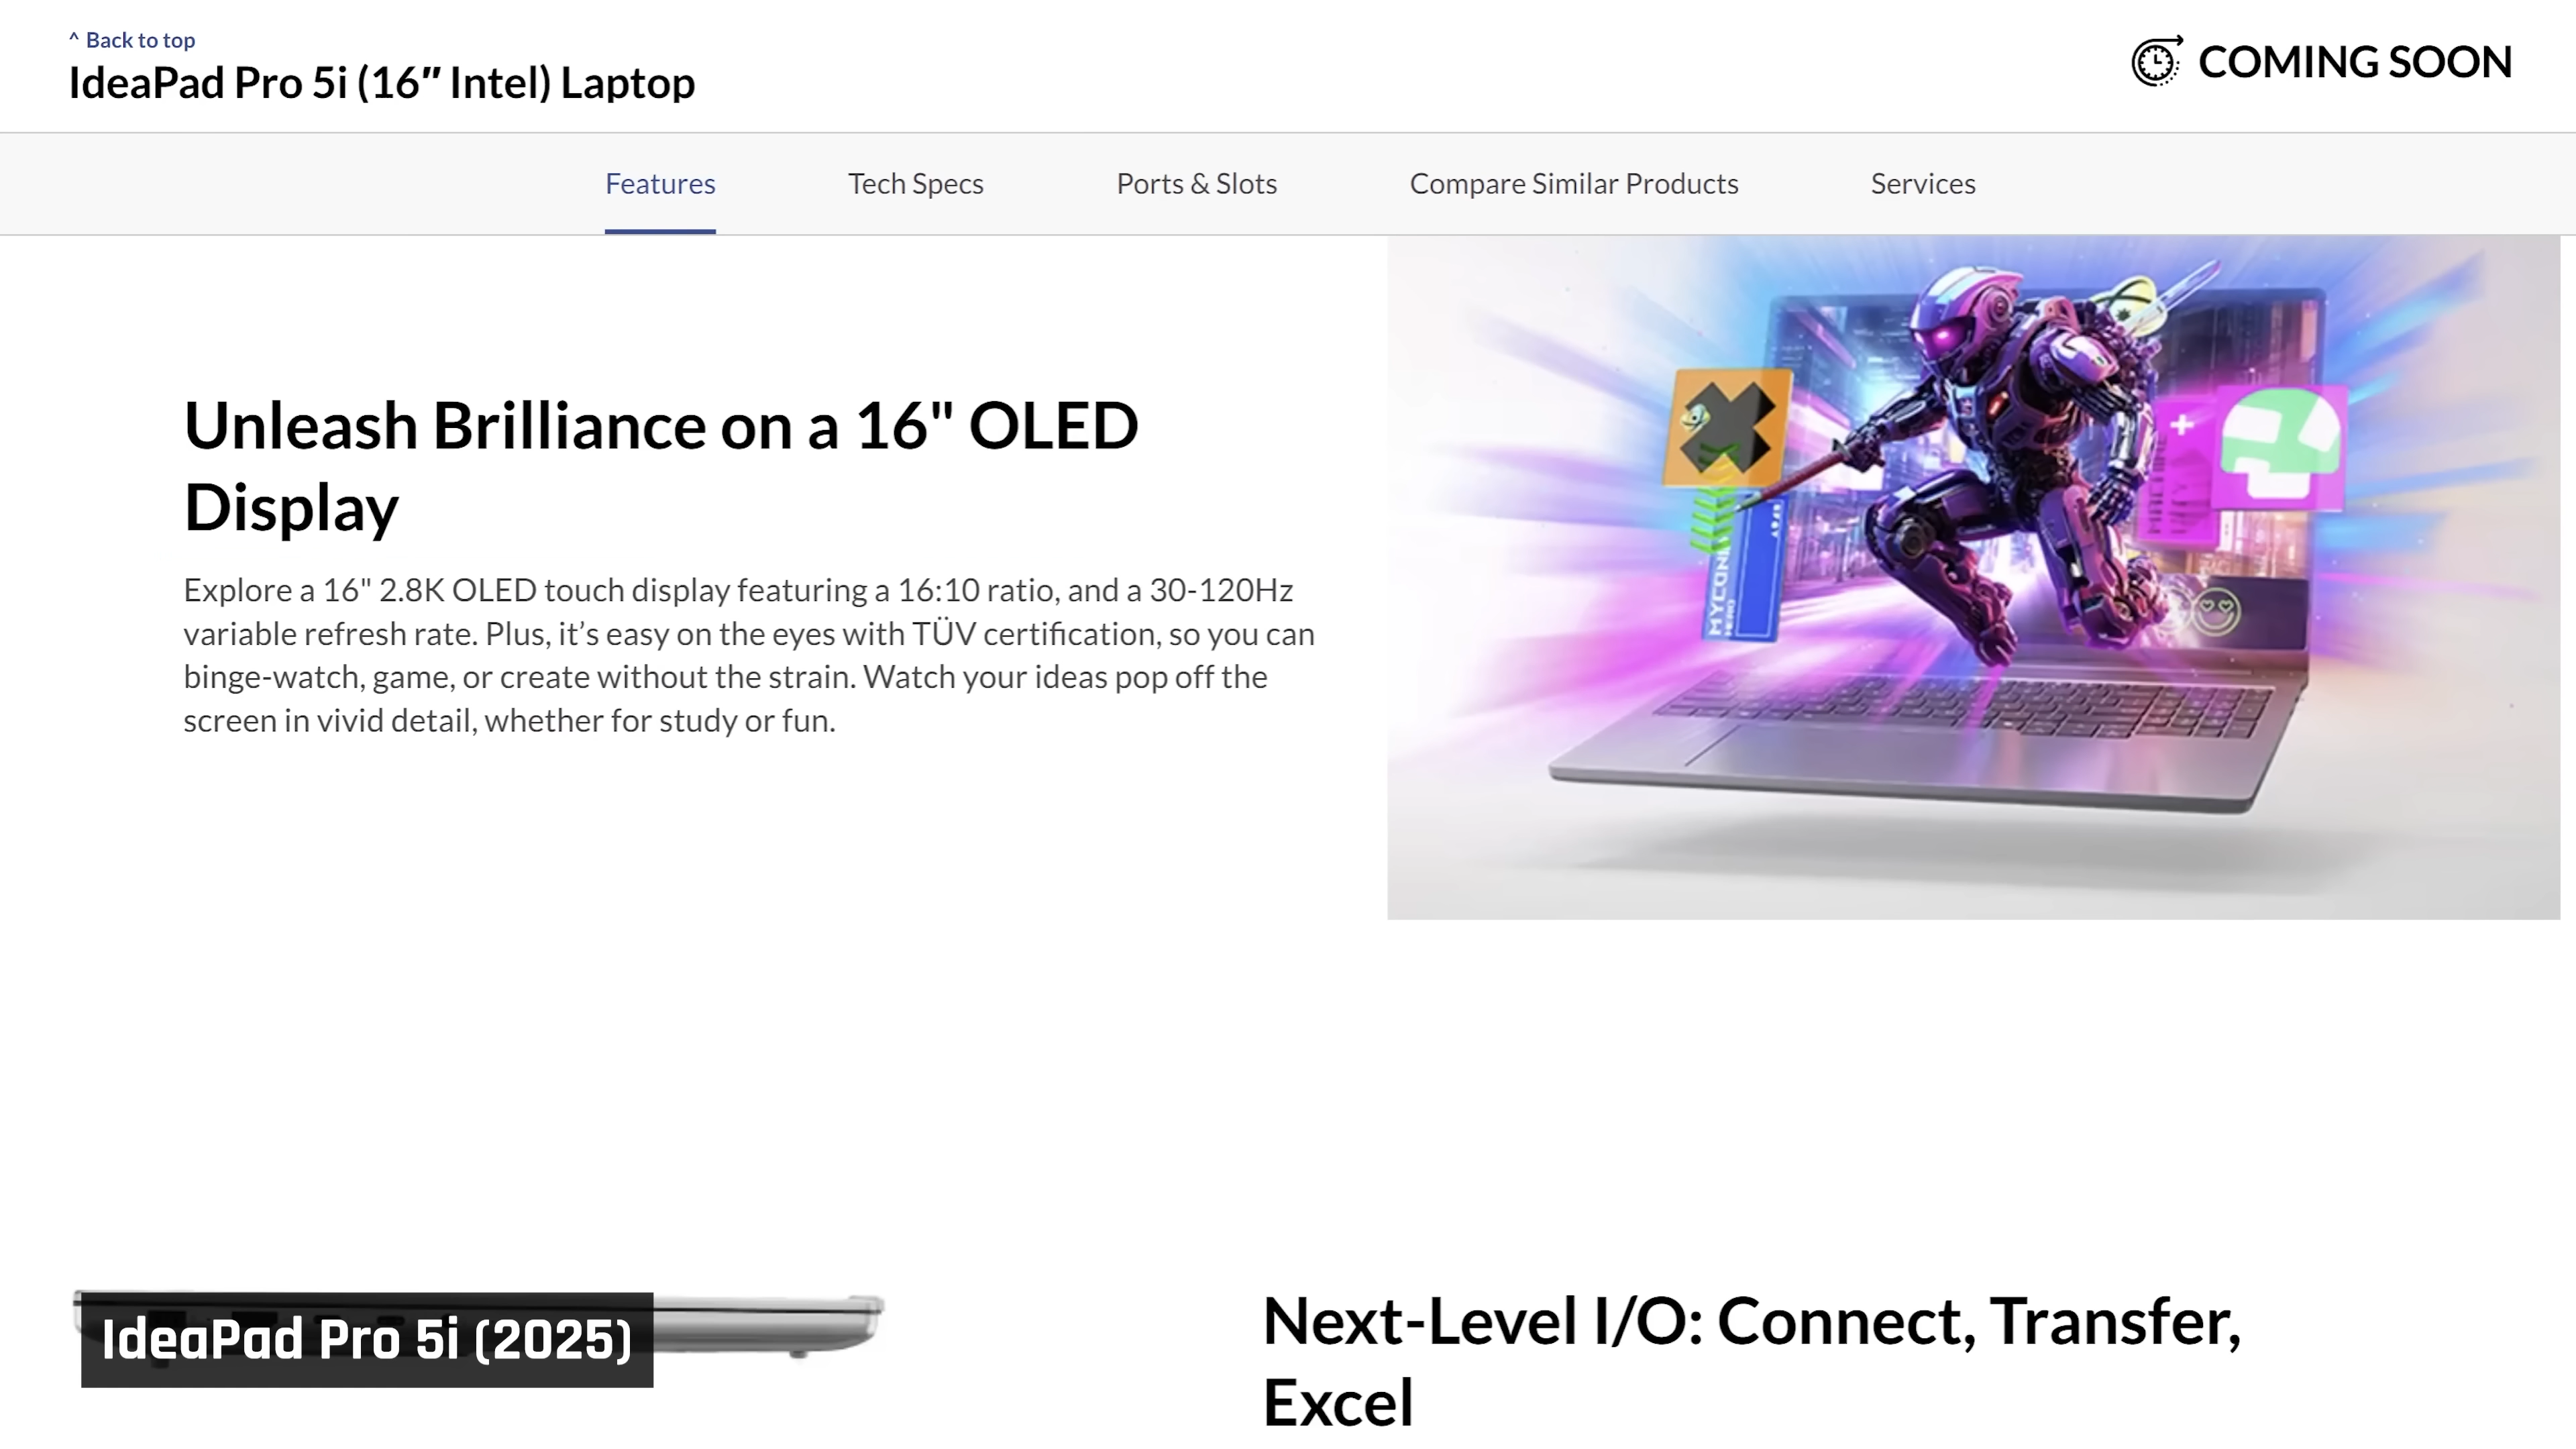 ^ Back to top
IdeaPad Pro 5i (16″ Intel) Laptop
COMING SOON
Features
Tech Specs
Ports & Slots
Compare Similar Products
Services
Unleash Brilliance on a 16" OLED
Display
Explore a 16" 2.8K OLED touch display featuring a 16:10 ratio, and a 30-120Hz
variable refresh rate. Plus, it’s easy on the eyes with TÜV certification, so you can
binge-watch, game, or create without the strain. Watch your ideas pop off the
screen in vivid detail, whether for study or fun.
IdeaPad Pro 5i (2025)
Next-Level I/O: Connect, Transfer,
Excel